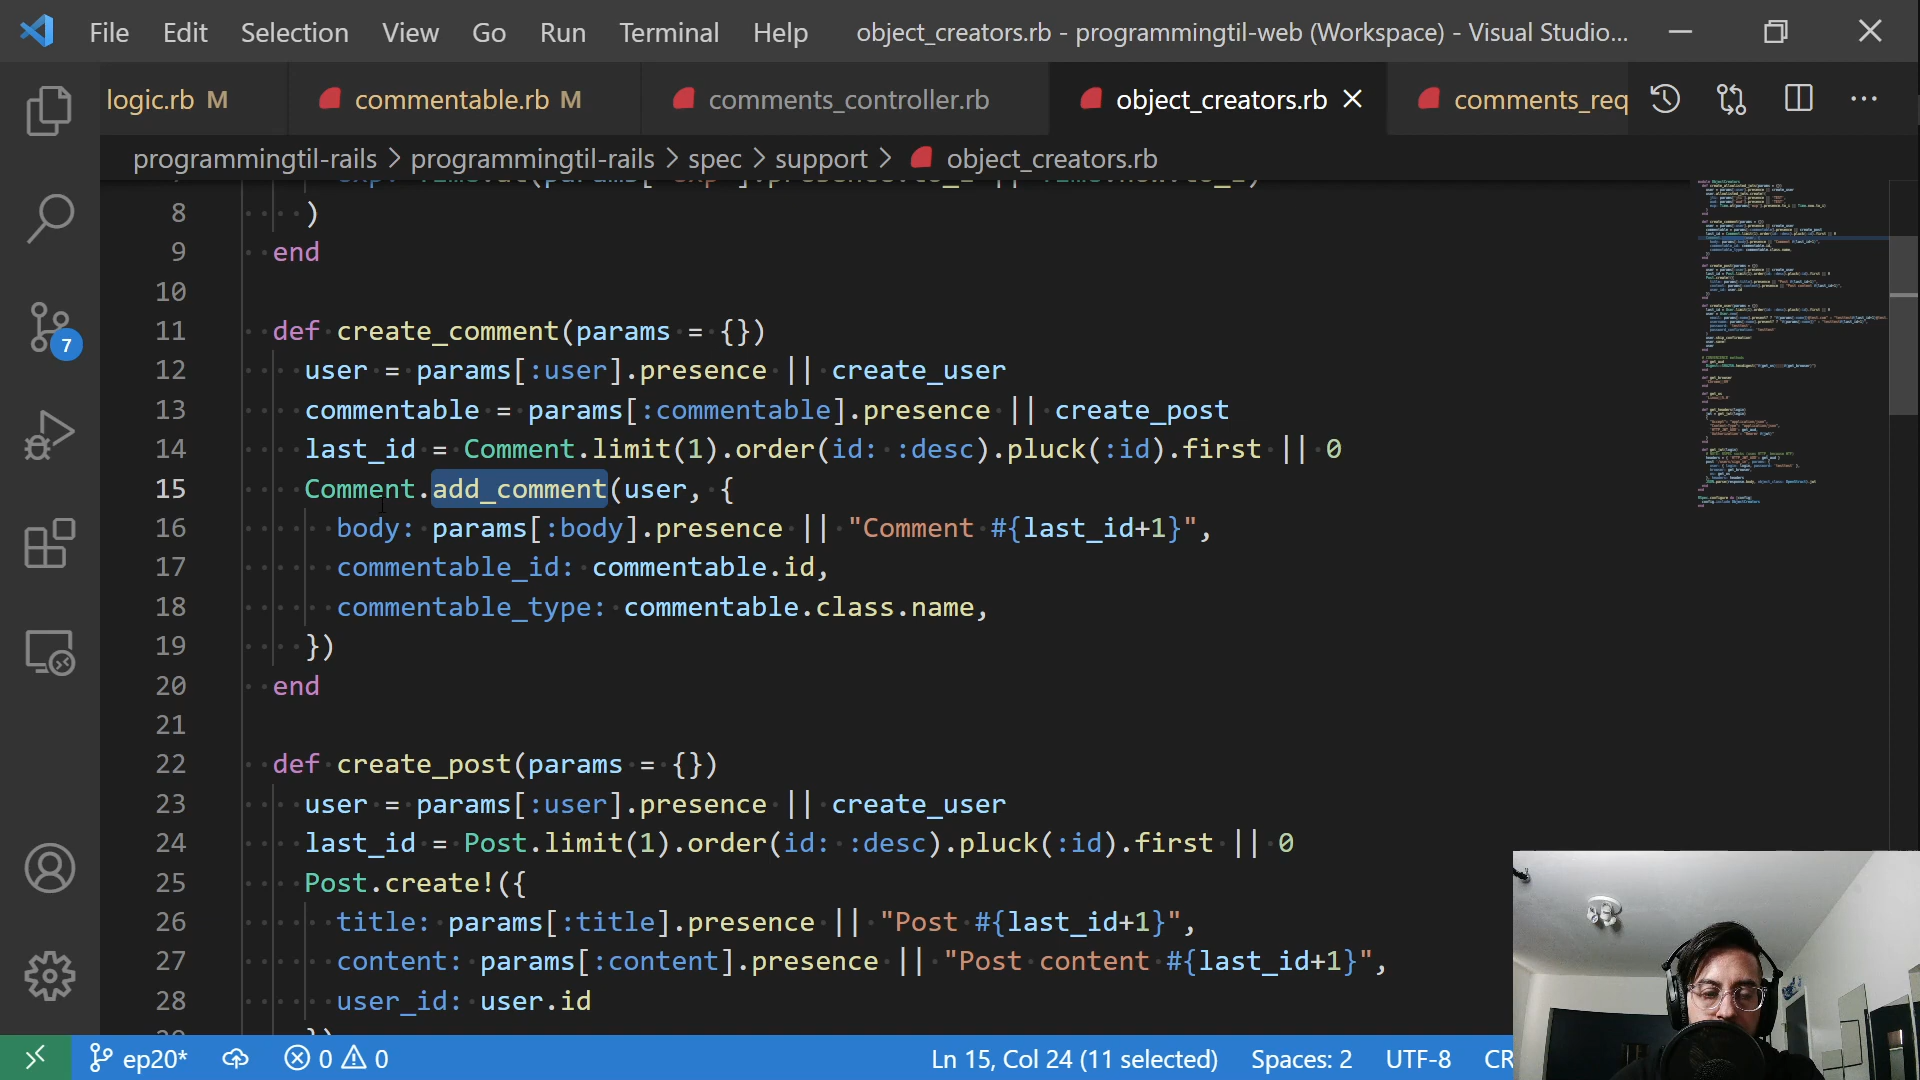 File Edit Selection View Go Run Terminal Help object_creators.rb - programmingtil-web (Workspace) - Visual Studio...
logic.rb M commentable.rb M comments_controller.rb object_creators.rb comments_req
programmingtil-rails > programmingtil-rails > spec > support > object_creators.rb
8 )
9 end
10
11 def create_comment(params = {})
12 user = params[:user].presence || create_user
13 commentable = params[:commentable].presence || create_post
14 last_id = Comment.limit(1).order(id: :desc).pluck(:id).first || 0
15 Comment.add_comment(user, {
16 body: params[:body].presence || "Comment #{last_id+1}",
17 commentable_id: commentable.id,
18 commentable_type: commentable.class.name,
19 })
20 end
21
22 def create_post(params = {})
23 user = params[:user].presence || create_user
24 last_id = Post.limit(1).order(id: :desc).pluck(:id).first || 0
25 Post.create!({
26 title: params[:title].presence || "Post #{last_id+1}",
27 content: params[:content].presence || "Post content #{last_id+1}",
28 user_id: user.id
7
ep20* 0 0 Ln 15, Col 24 (11 selected) Spaces: 2 UTF-8 CR